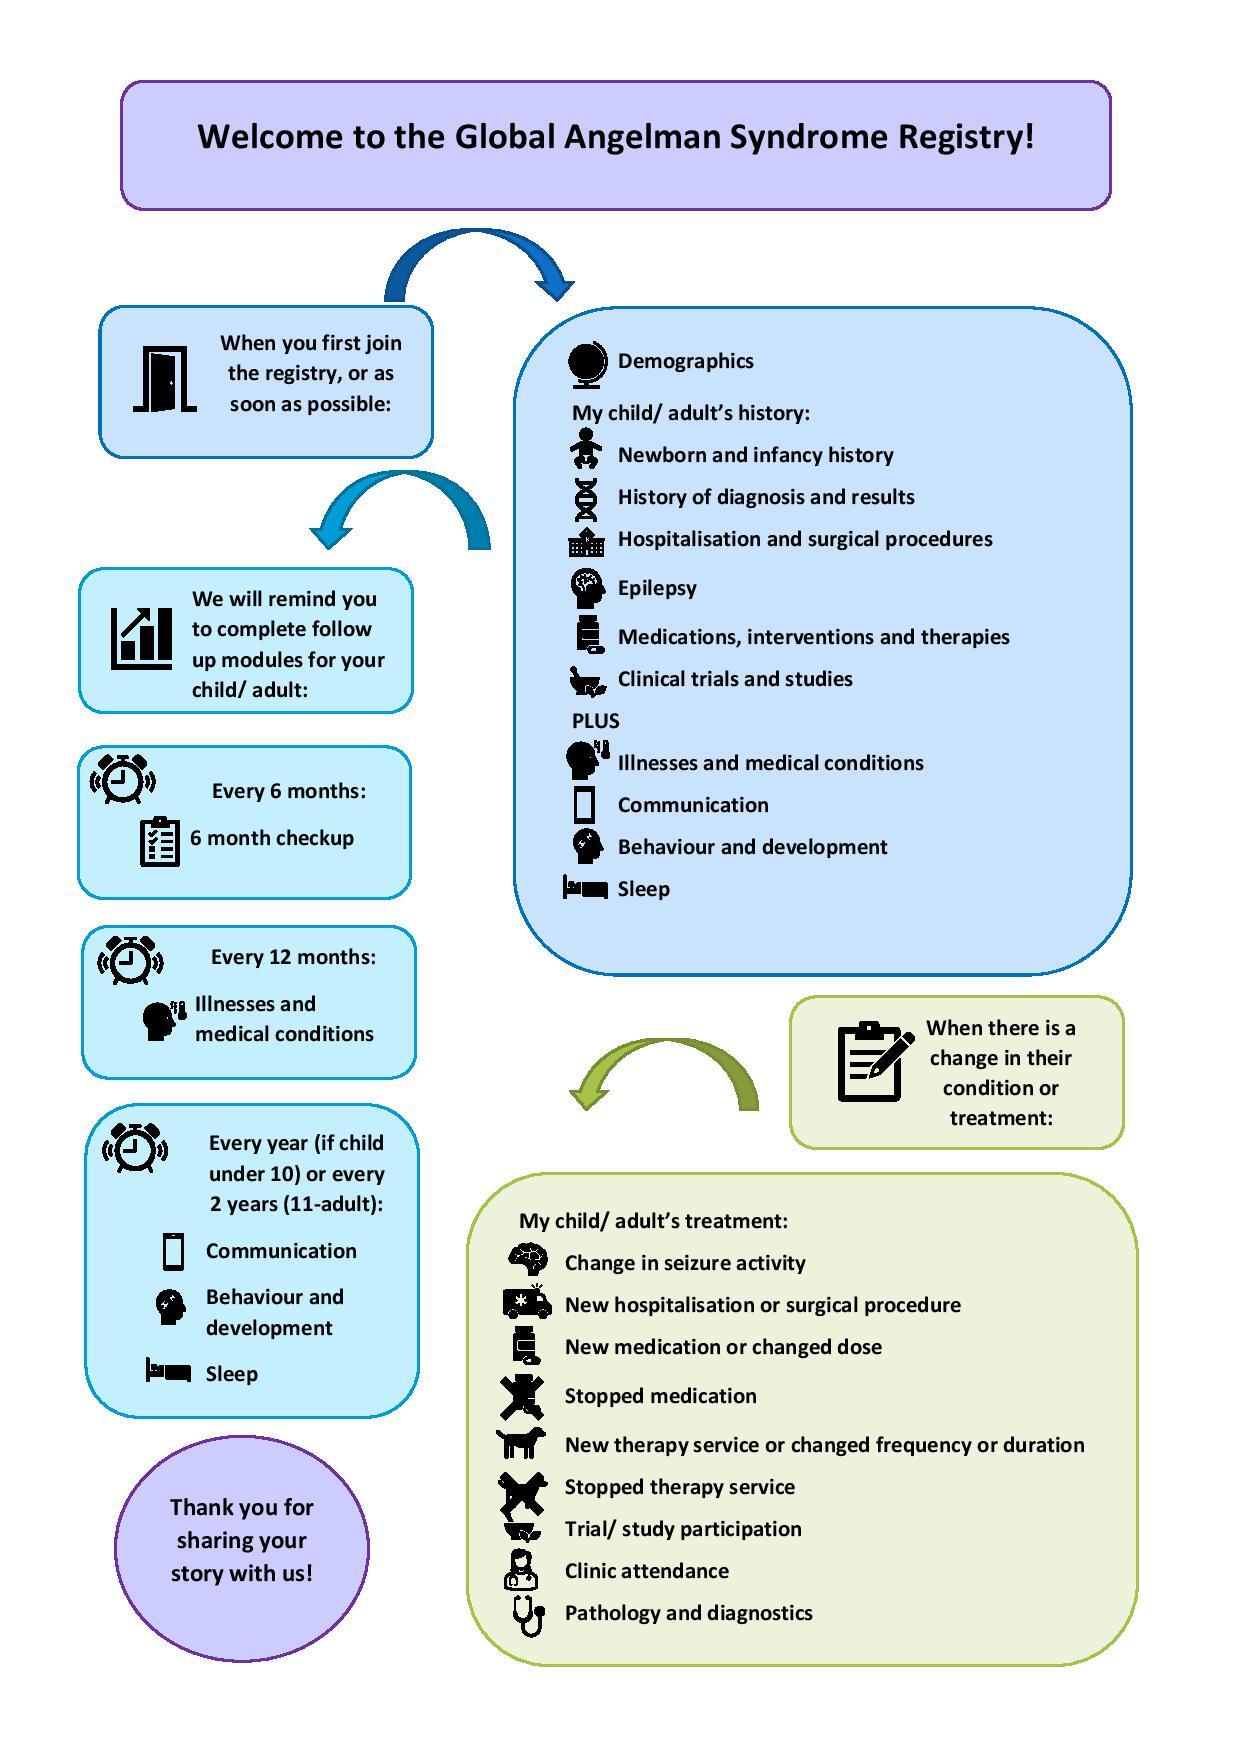 Welcome to the Global Angelman Syndrome Registry!
When you first join
the registry, or as
soon as possible:
Demographics
My child/ adult’s history:
Newborn and infancy history
History of diagnosis and results
Hospitalisation and surgical procedures
Epilepsy
Medications, interventions and therapies
Clinical trials and studies
PLUS
Illnesses and medical conditions
Communication
Behaviour and development
Sleep
We will remind you
to complete follow
up modules for your
child/ adult:
Every 6 months:
6 month checkup
Every 12 months:
Illnesses and
medical conditions
Every year (if child
under 10) or every
2 years (11-adult):
Communication
Behaviour and
development
Sleep
When there is a
change in their
condition or
treatment:
My child/ adult’s treatment:
Change in seizure activity
New hospitalisation or surgical procedure
New medication or changed dose
Stopped medication
New therapy service or changed frequency or duration
Stopped therapy service
Trial/ study participation
Clinic attendance
Pathology and diagnostics
Thank you for
sharing your
story with us!